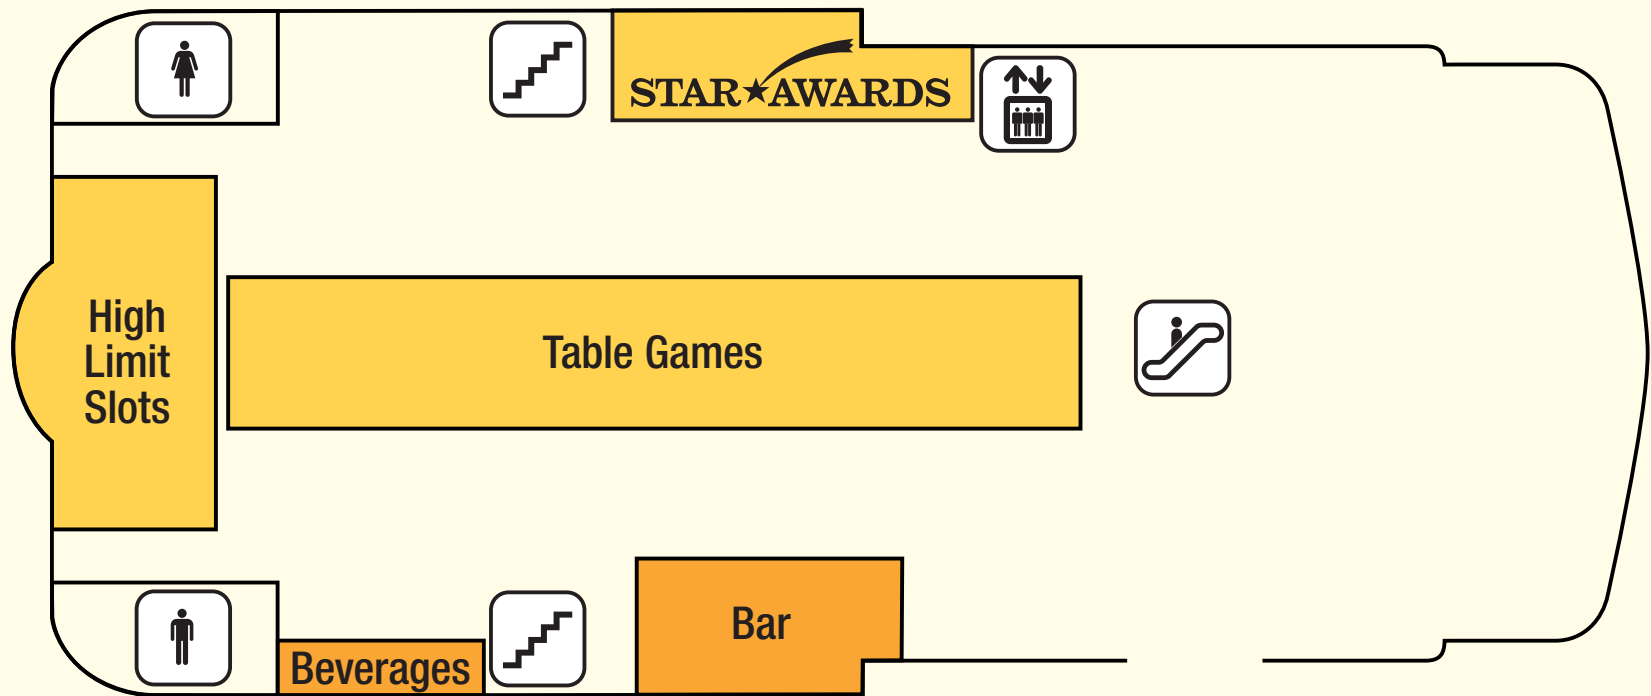 STAR★AWARDS
High
Limit
Slots
Table Games
Bar
Beverages